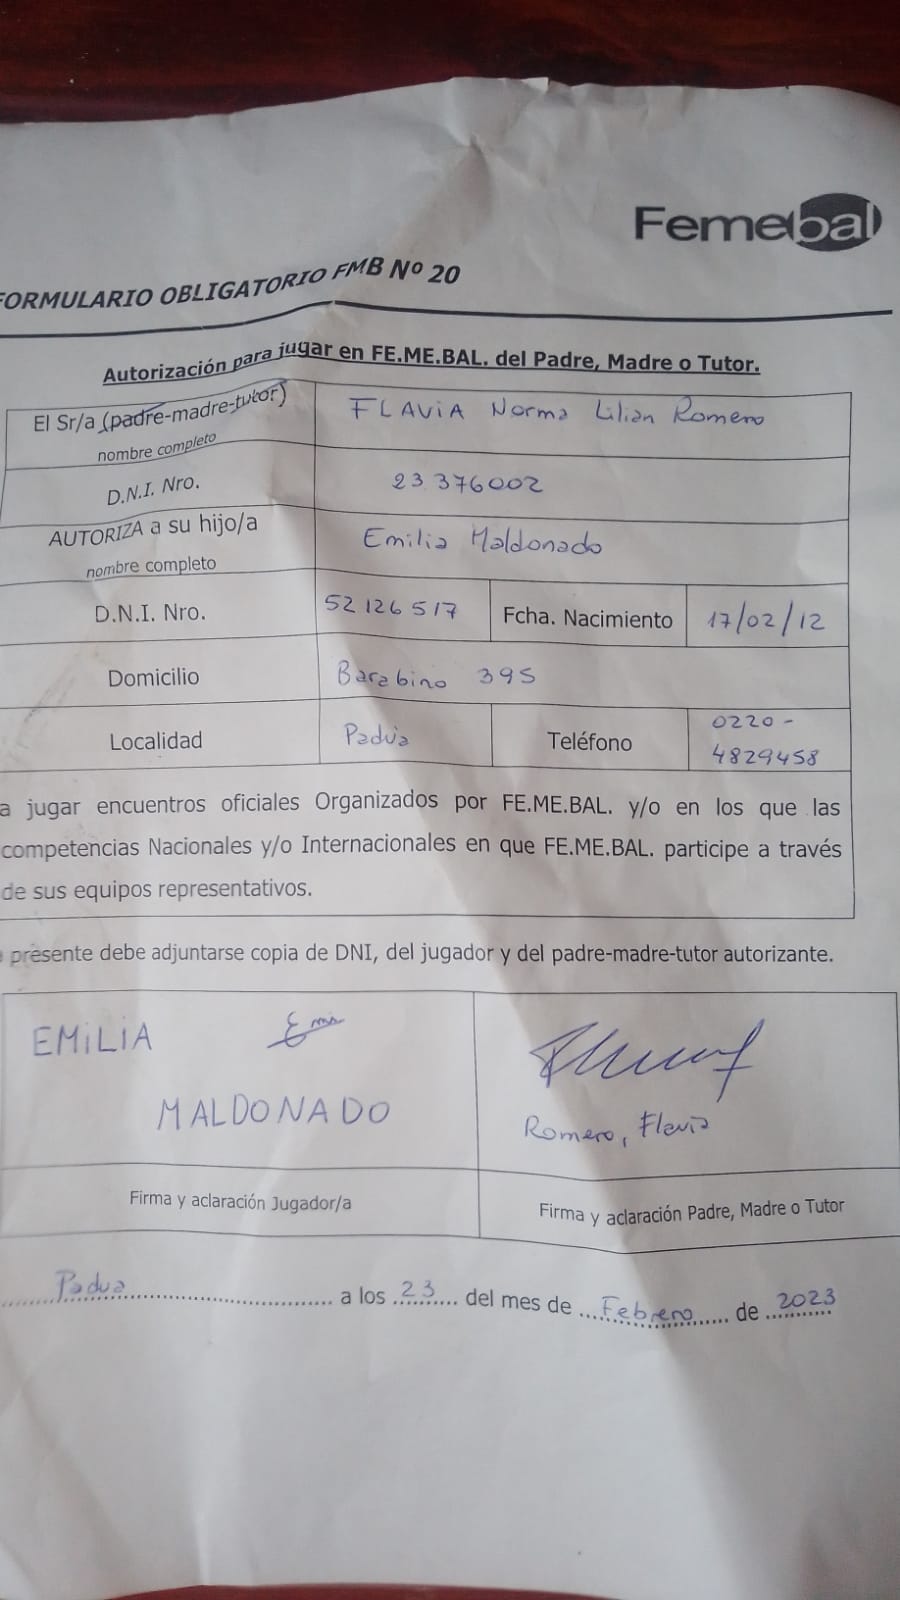 Femebal
FORMULARIO OBLIGATORIO FMB Nº 20
Autorización para jugar en FE.ME.BAL. del Padre, Madre o Tutor.
El Sr/a (padre-madre-tutor) FLAViA Norma Lilian Romero
nombre completo
D.N.I. Nro. 23 376002
AUTORIZA a su hijo/a Emilia Maldonado
nombre completo
D.N.I. Nro. 52 126 517 Fcha. Nacimiento 17/02/12
Domicilio Barabino 395
Localidad Padua Teléfono 0220-
4829458
a jugar encuentros oficiales Organizados por FE.ME.BAL. y/o en los que las
competencias Nacionales y/o Internacionales en que FE.ME.BAL. participe a través
de sus equipos representativos.
presente debe adjuntarse copia de DNI, del jugador y del padre-madre-tutor autorizante.
EMiLiA Emi
MALDONADO
Romero, Flavia
Firma y aclaración Jugador/a Firma y aclaración Padre, Madre o Tutor
Padua a los 23 del mes de Febrero de 2023